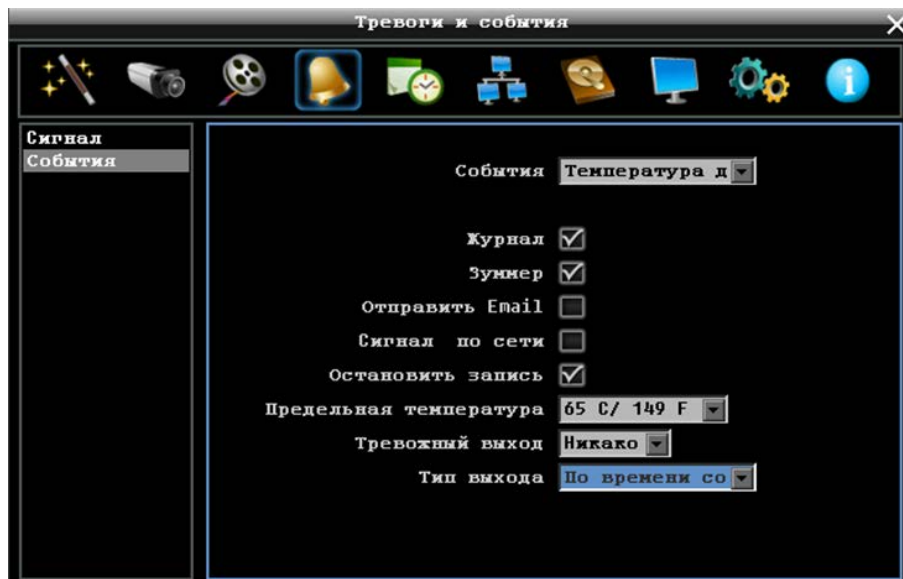 Тревоги и события
Сигнал
События
События Температура д
Журнал
Зуммер
Отправить Email
Сигнал по сети
Остановить запись
Предельная температура 65 C/ 149 F
Тревожный выход Никако
Тип выхода По времени со